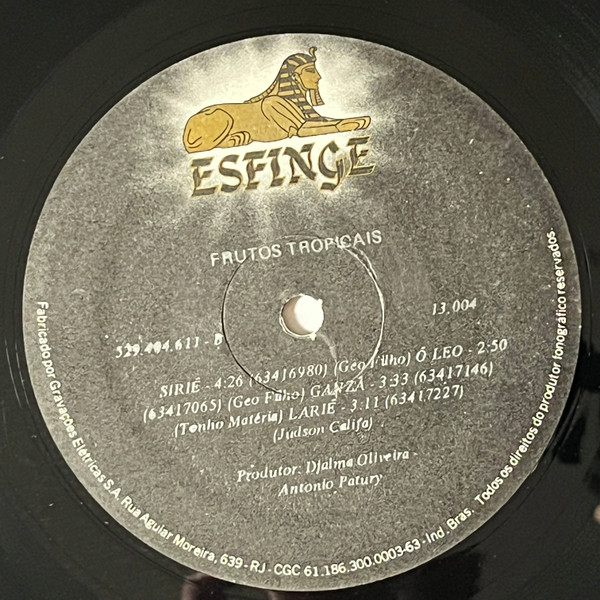 ESFINGE
FRUTOS TROPICAIS
13.004
529.404.611 - B
SIRIÊ - 4:26 (63416980) (Geo Filho) Ô LEO - 2:50
(63417065) (Geo Filho) GANZÁ - 3:33 (63417146)
(Tonho Matéria) LARIÊ - 3:11 (63417227)
(Judson Califa)
Produtor: Djalma Oliveira -
Antonio Patury
Fabricado por Gravações Elétricas S.A. Rua Aguiar Moreira, 639 - RJ - CGC 61.186.300.0003-63 - Ind. Bras. Todos os direitos do produtor fonográfico reservados.